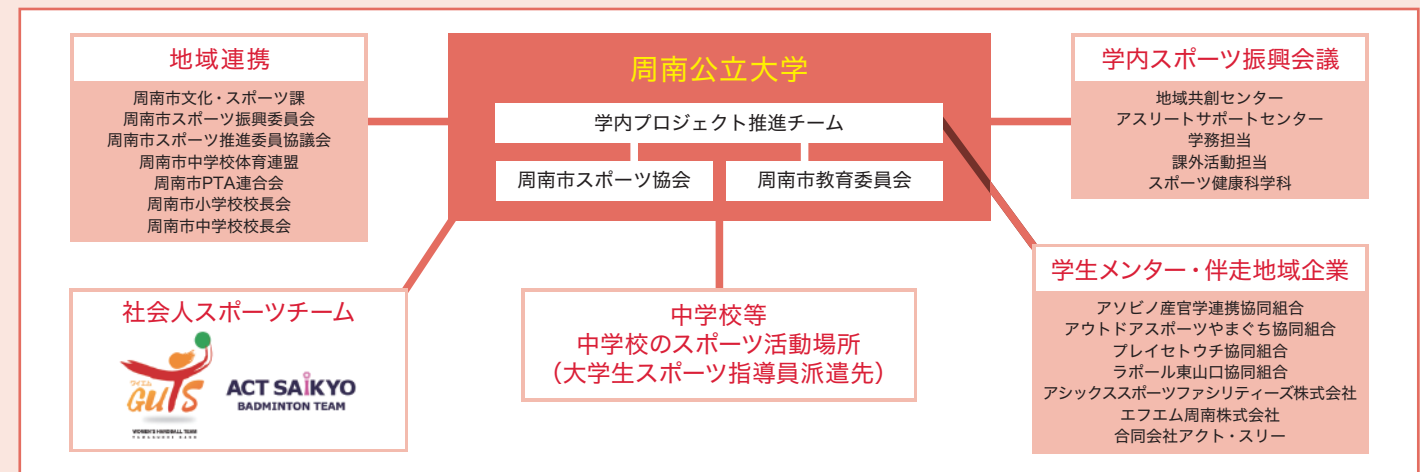 地域連携
周南市文化・スポーツ課
周南市スポーツ振興委員会
周南市スポーツ推進委員協議会
周南市中学校体育連盟
周南市PTA連合会
周南市小学校校長会
周南市中学校校長会
周南公立大学
学内プロジェクト推進チーム
周南市スポーツ協会
周南市教育委員会
学内スポーツ振興会議
地域共創センター
アスリートサポートセンター
学務担当
課外活動担当
スポーツ健康科学科
社会人スポーツチーム
ワイエム
GUTS
WOMEN'S HANDBALL TEAM
YAMAGUCHI BANK
ACT SAiKYO
BADMINTON TEAM
中学校等
中学校のスポーツ活動場所
（大学生スポーツ指導員派遣先）
学生メンター・伴走地域企業
アソビノ産官学連携協同組合
アウトドアスポーツやまぐち協同組合
プレイセトウチ協同組合
ラポール東山口協同組合
アシックススポーツファシリティーズ株式会社
エフエム周南株式会社
合同会社アクト・スリー